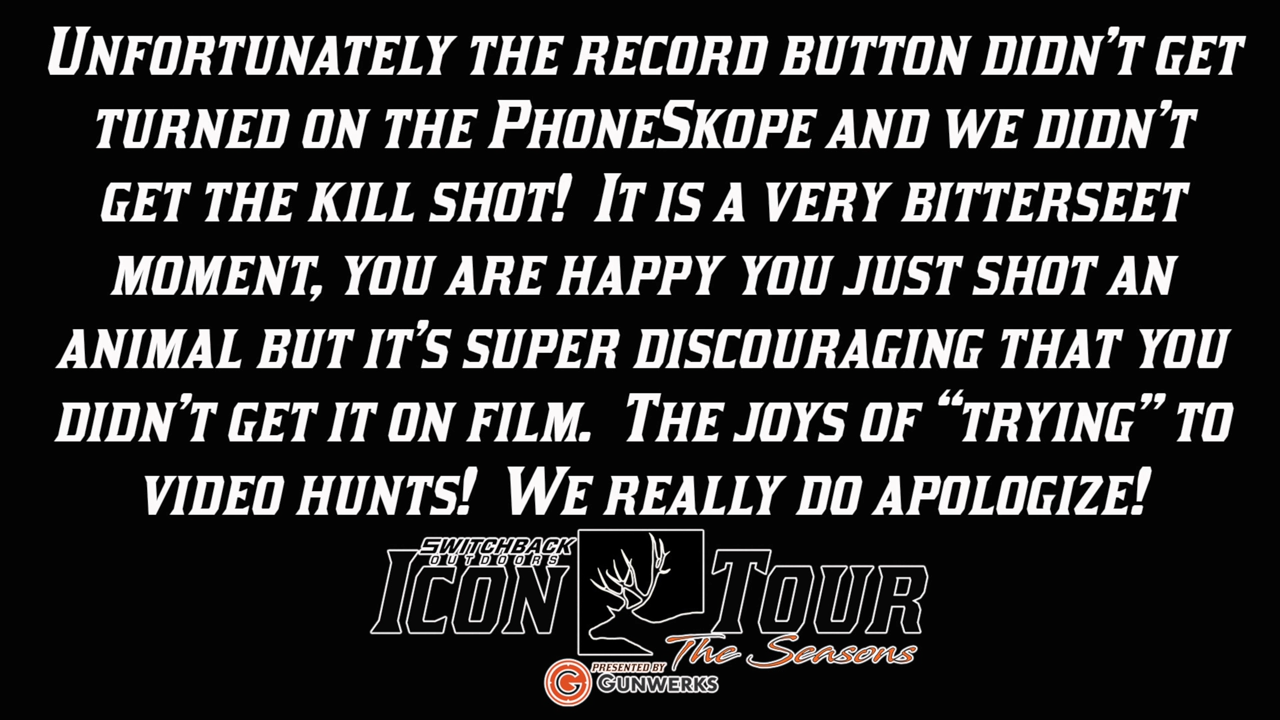 Unfortunately the record button didn't get
turned on the PhoneSkope and we didn't
get the kill shot!  It is a very bitterseet
moment, you are happy you just shot an
animal but it's super discouraging that you
didn't get it on film.  The joys of “trying” to
video hunts!  We really do apologize!
Switchback
Outdoors
Icon Tour
The Seasons
Presented by
G Gunwerks